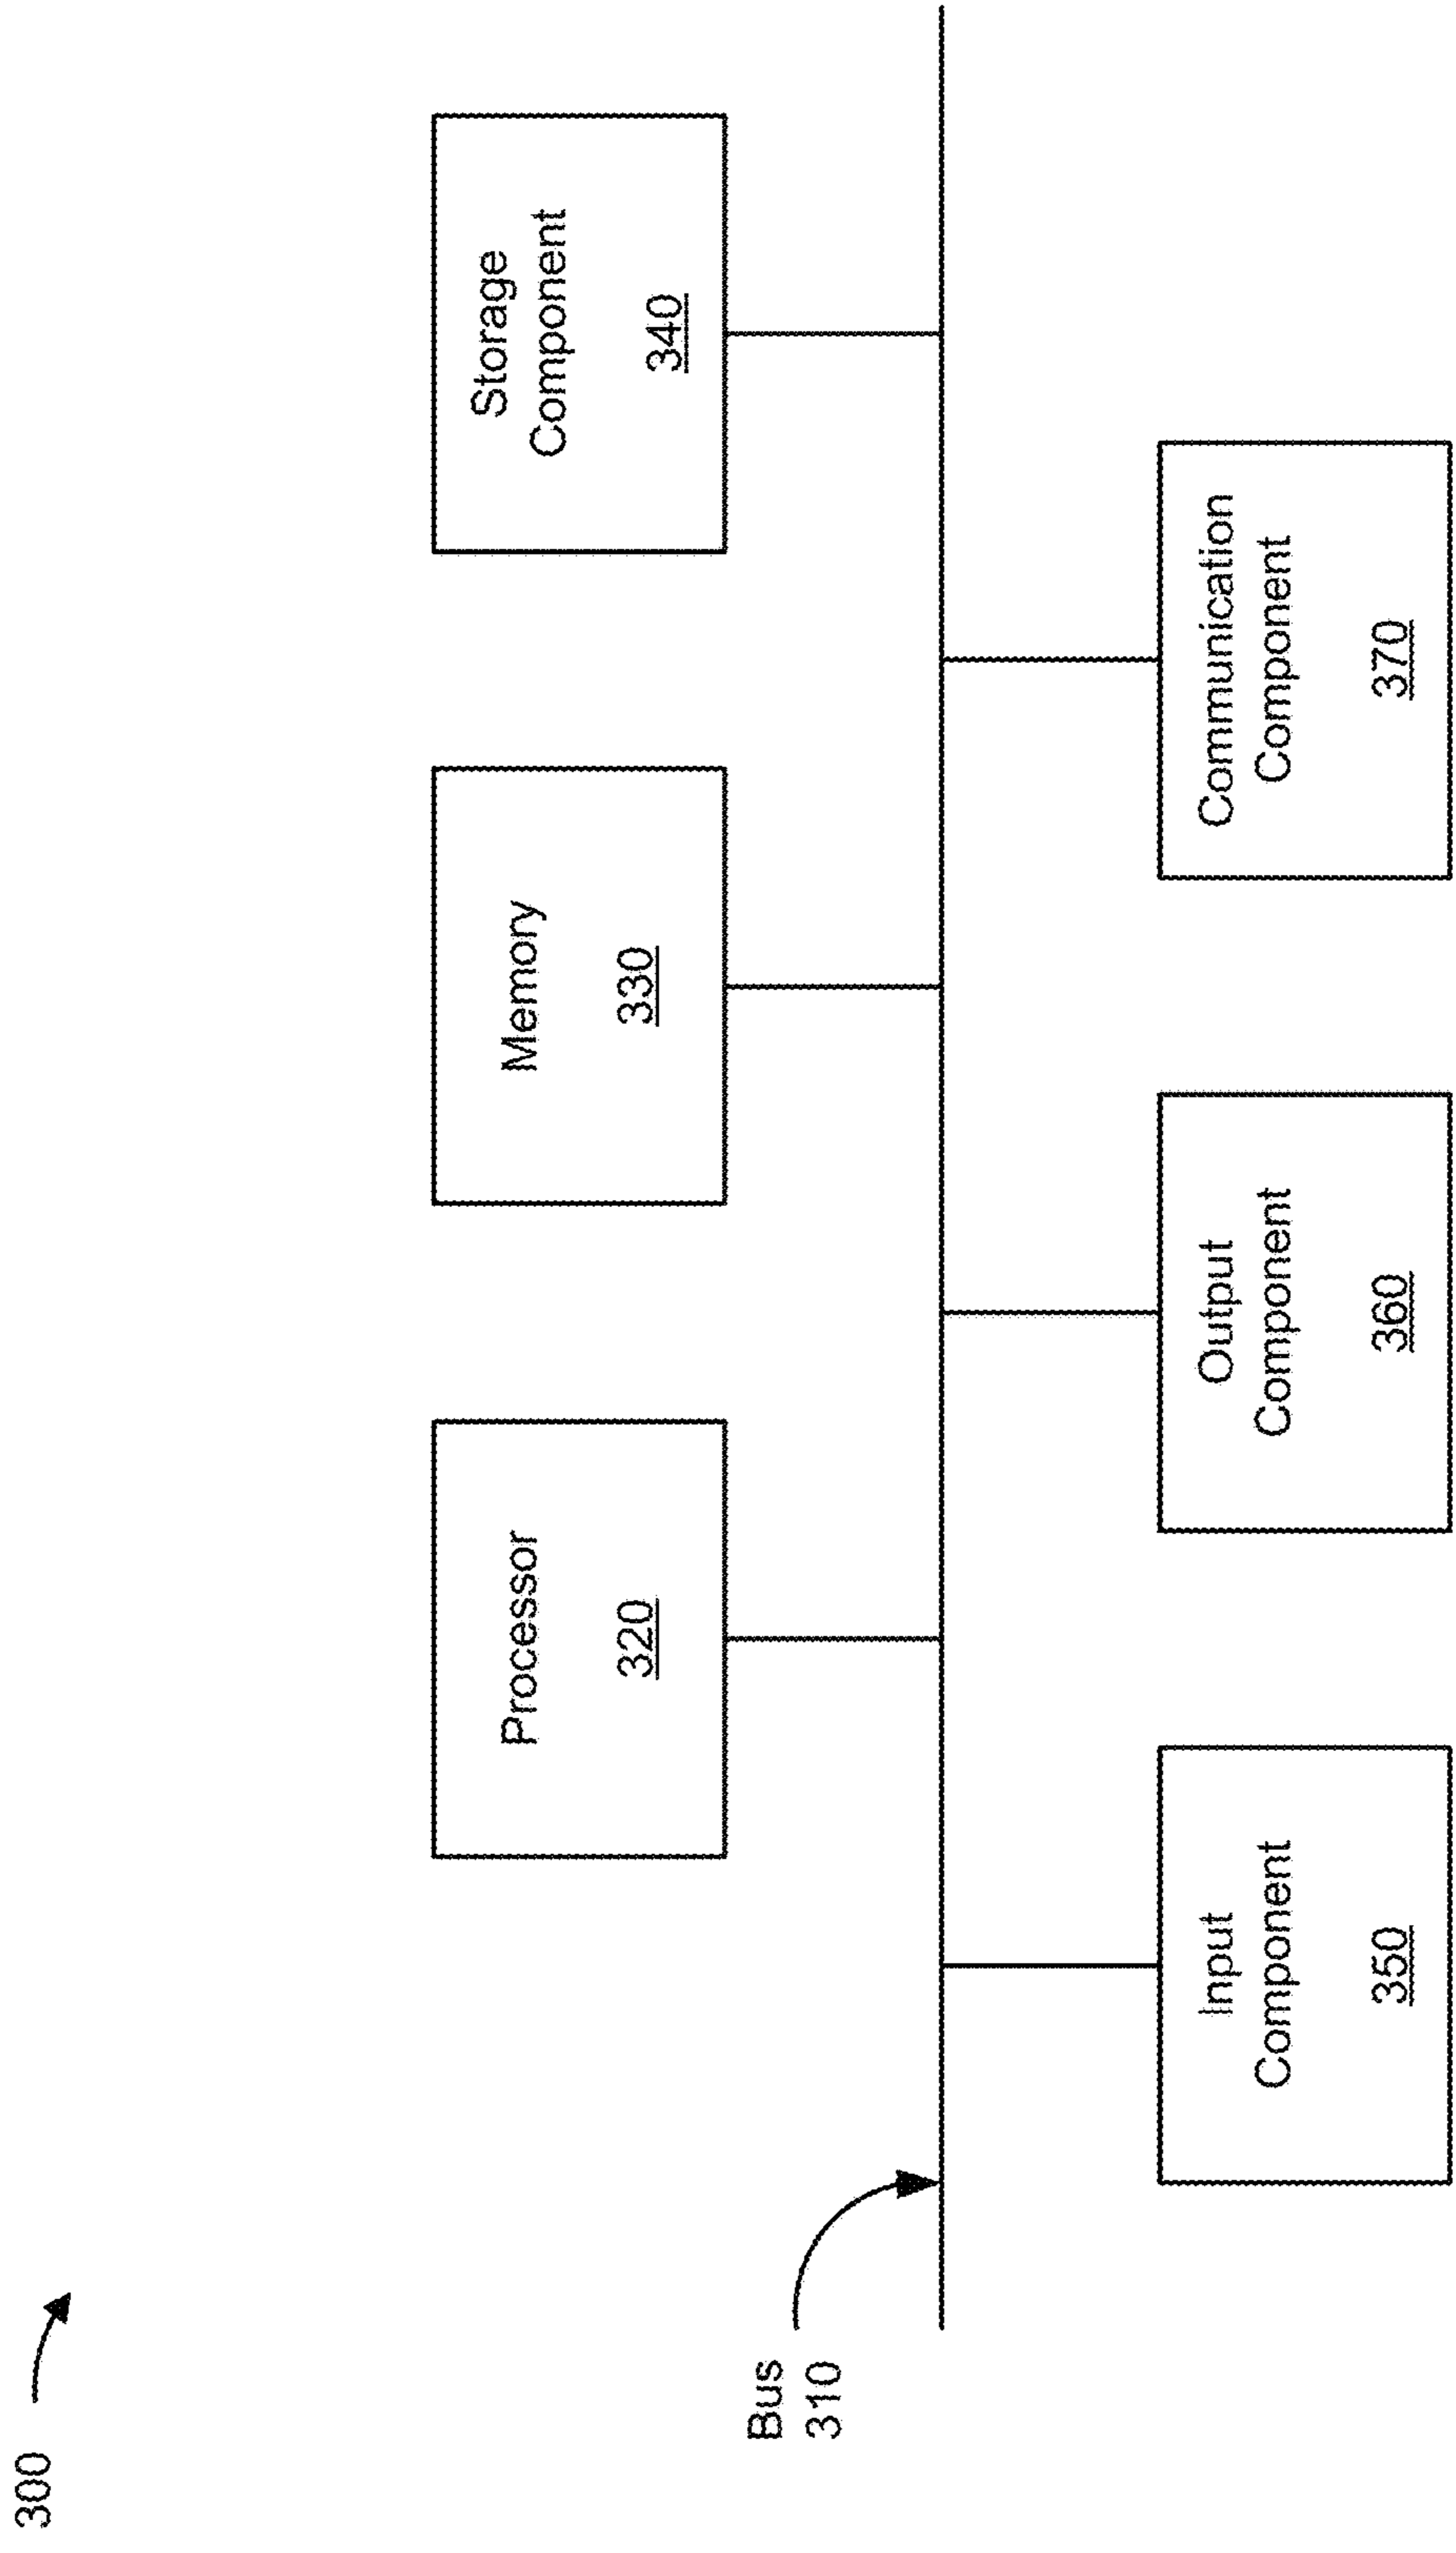 300
Bus
310
Processor
320
Memory
330
Storage
Component
340
Input
Component
350
Output
Component
360
Communication
Component
370